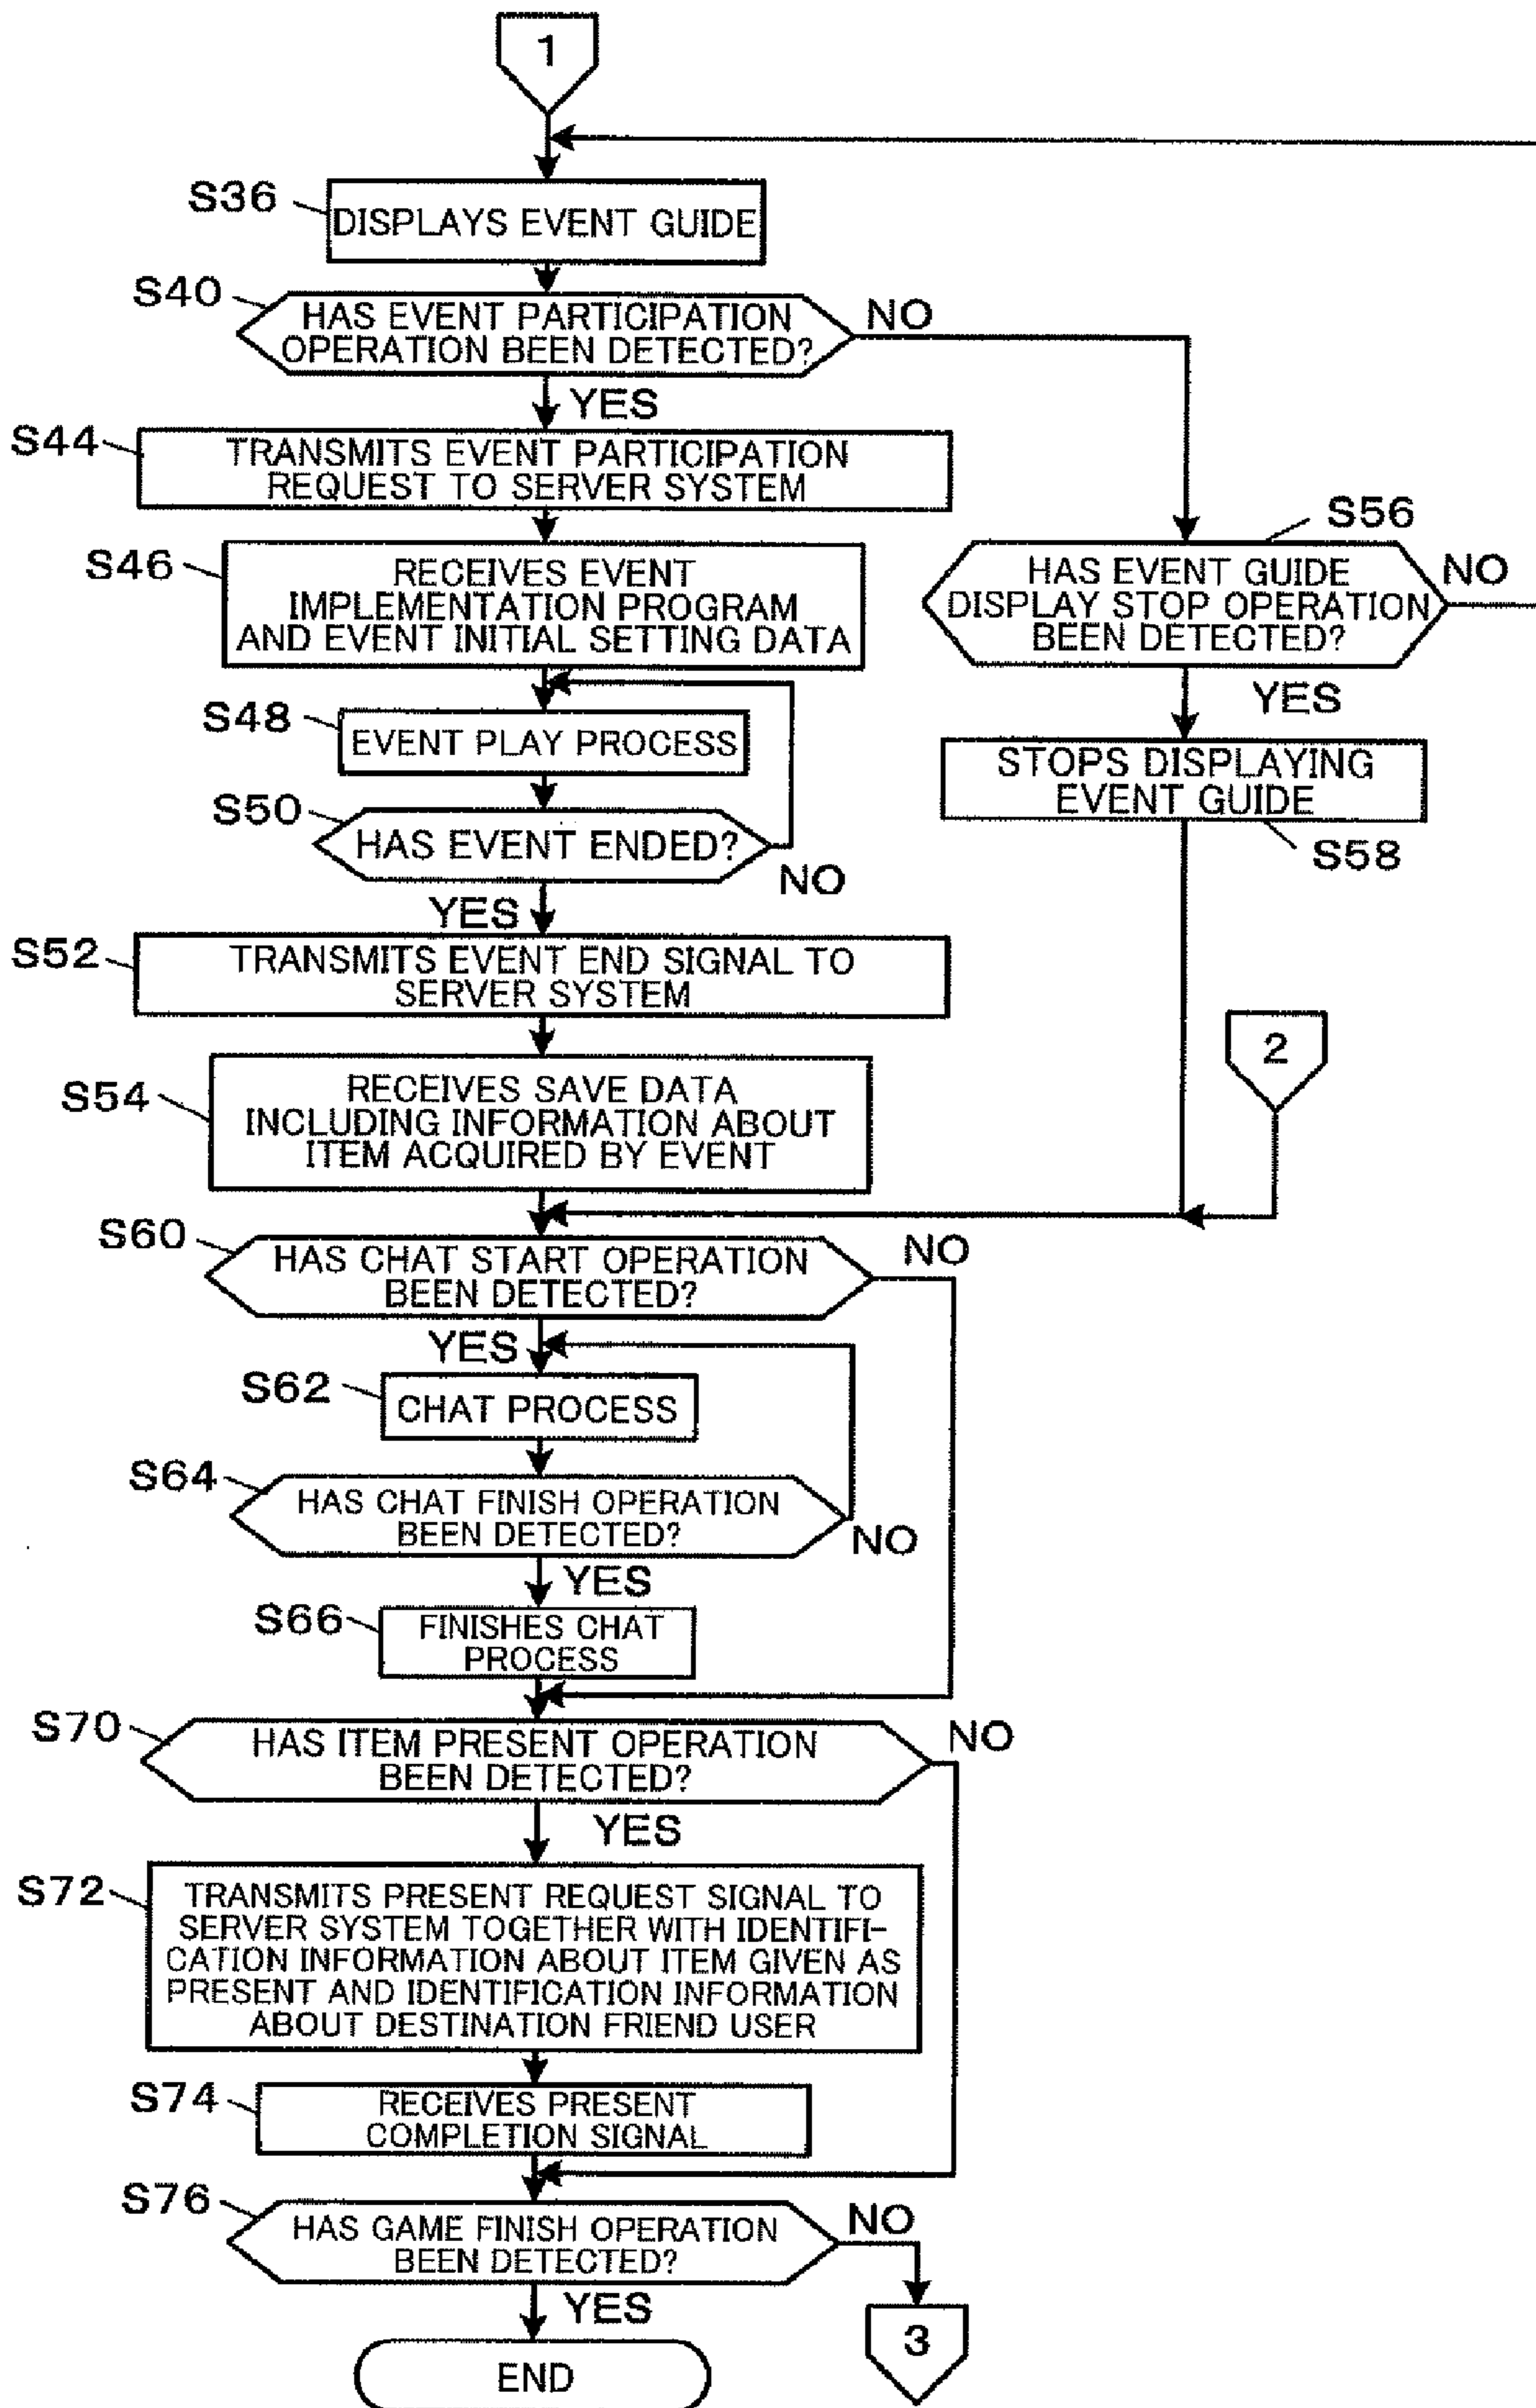 1
S36
DISPLAYS EVENT GUIDE
S40
HAS EVENT PARTICIPATION
OPERATION BEEN DETECTED?
NO
YES
S44
TRANSMITS EVENT PARTICIPATION
REQUEST TO SERVER SYSTEM
S46
RECEIVES EVENT
IMPLEMENTATION PROGRAM
AND EVENT INITIAL SETTING DATA
S56
HAS EVENT GUIDE
DISPLAY STOP OPERATION
BEEN DETECTED?
NO
YES
S48
EVENT PLAY PROCESS
STOPS DISPLAYING
EVENT GUIDE
S58
S50
HAS EVENT ENDED?
NO
YES
S52
TRANSMITS EVENT END SIGNAL TO
SERVER SYSTEM
2
S54
RECEIVES SAVE DATA
INCLUDING INFORMATION ABOUT
ITEM ACQUIRED BY EVENT
S60
HAS CHAT START OPERATION
BEEN DETECTED?
NO
YES
S62
CHAT PROCESS
S64
HAS CHAT FINISH OPERATION
BEEN DETECTED?
NO
YES
S66
FINISHES CHAT
PROCESS
S70
HAS ITEM PRESENT OPERATION
BEEN DETECTED?
NO
YES
S72
TRANSMITS PRESENT REQUEST SIGNAL TO
SERVER SYSTEM TOGETHER WITH IDENTIFI-
CATION INFORMATION ABOUT ITEM GIVEN AS
PRESENT AND IDENTIFICATION INFORMATION
ABOUT DESTINATION FRIEND USER
S74
RECEIVES PRESENT
COMPLETION SIGNAL
S76
HAS GAME FINISH OPERATION
BEEN DETECTED?
NO
YES
3
END